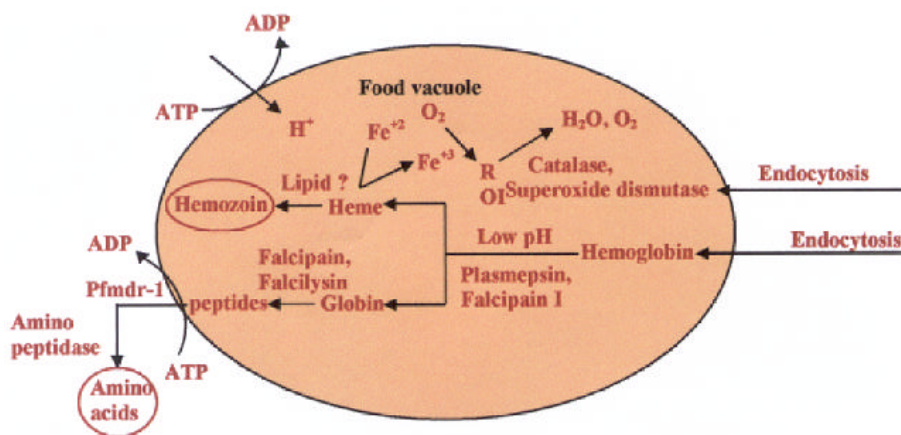 ADP
Food vacuole
ATP
H+
Fe+2
O2
H2O, O2
Fe+3
R
OI
Catalase,
Superoxide dismutase
Endocytosis
Lipid ?
Hemozoin
Heme
ADP
Low pH
Hemoglobin
Endocytosis
Falcipain,
Falcilysin
Plasmepsin,
Falcipain I
Pfmdr-1
peptides
Globin
Amino
peptidase
ATP
Amino
acids